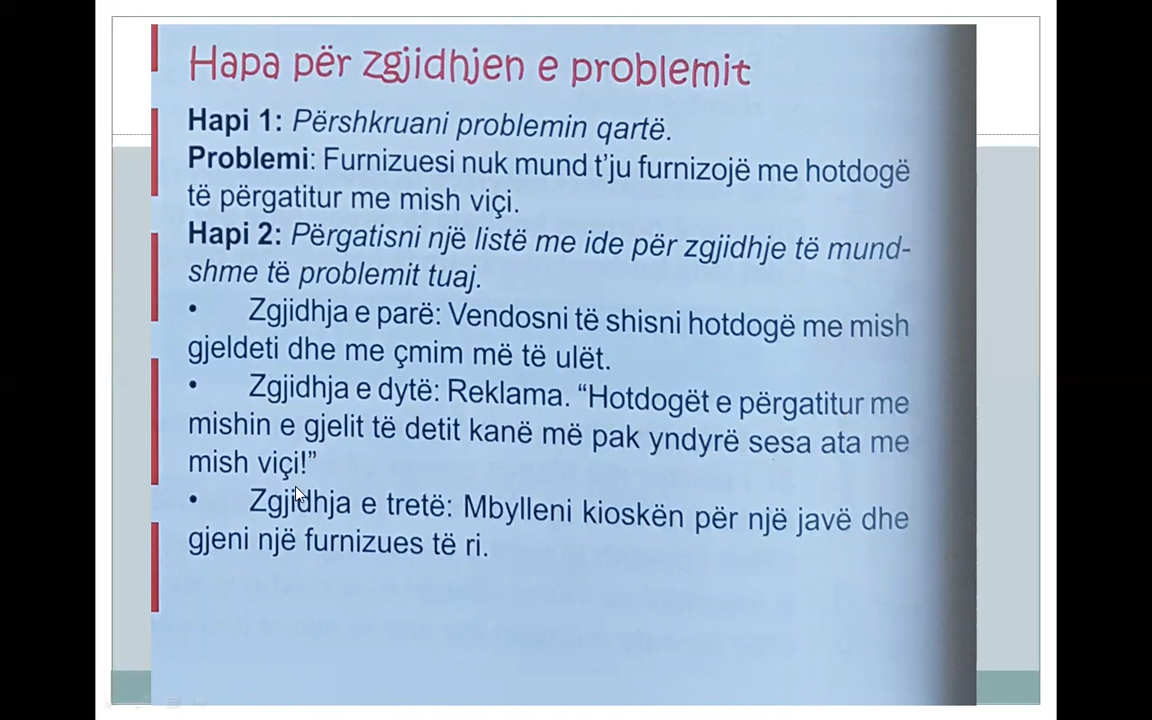 Hapa për zgjidhjen e problemit
Hapi 1: Përshkruani problemin qartë.
Problemi: Furnizuesi nuk mund t'ju furnizojë me hotdogë
të përgatitur me mish viçi.
Hapi 2: Përgatisni një listë me ide për zgjidhje të mund-
shme të problemit tuaj.
• Zgjidhja e parë: Vendosni të shisni hotdogë me mish
gjeldeti dhe me çmim më të ulët.
• Zgjidhja e dytë: Reklama. “Hotdogët e përgatitur me
mishin e gjelit të detit kanë më pak yndyrë sesa ata me
mish viçi!”
• Zgjidhja e tretë: Mbylleni kioskën për një javë dhe
gjeni një furnizues të ri.